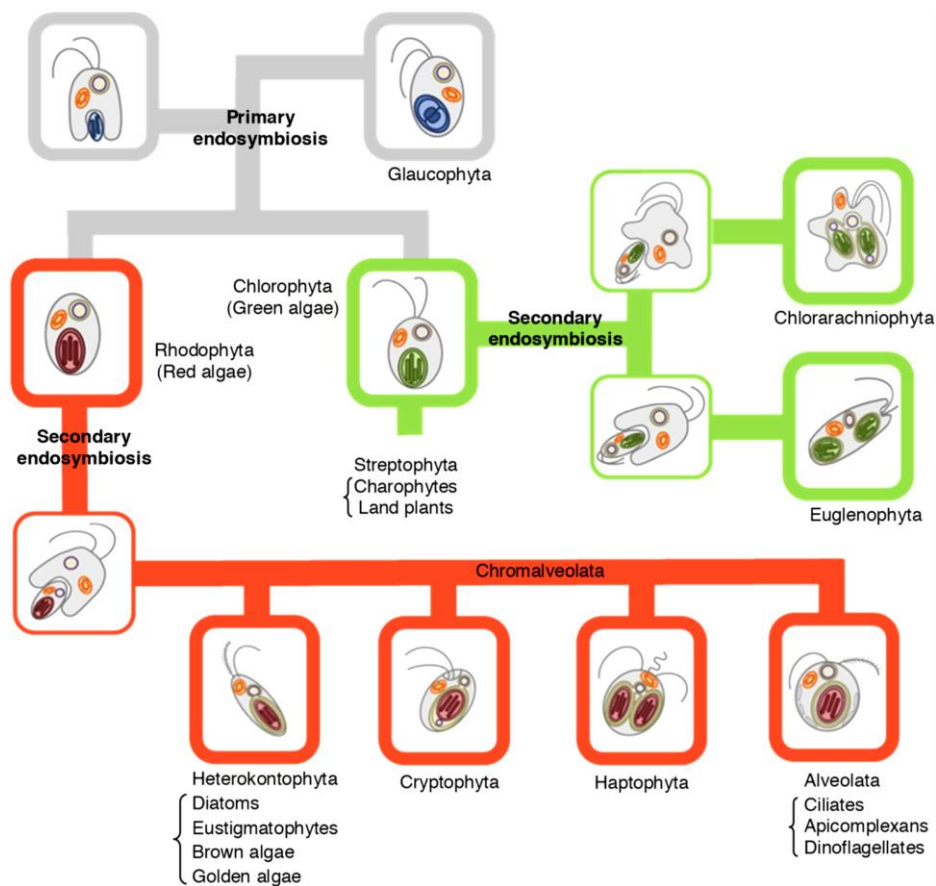 Primary
endosymbiosis
Glaucophyta
Chlorophyta
(Green algae)
Secondary
endosymbiosis
Chlorarachniophyta
Rhodophyta
(Red algae)
Secondary
endosymbiosis
Streptophyta
Charophytes
Land plants
Euglenophyta
Chromalveolata
Heterokontophyta
Diatoms
Eustigmatophytes
Brown algae
Golden algae
Cryptophyta
Haptophyta
Alveolata
Ciliates
Apicomplexans
Dinoflagellates